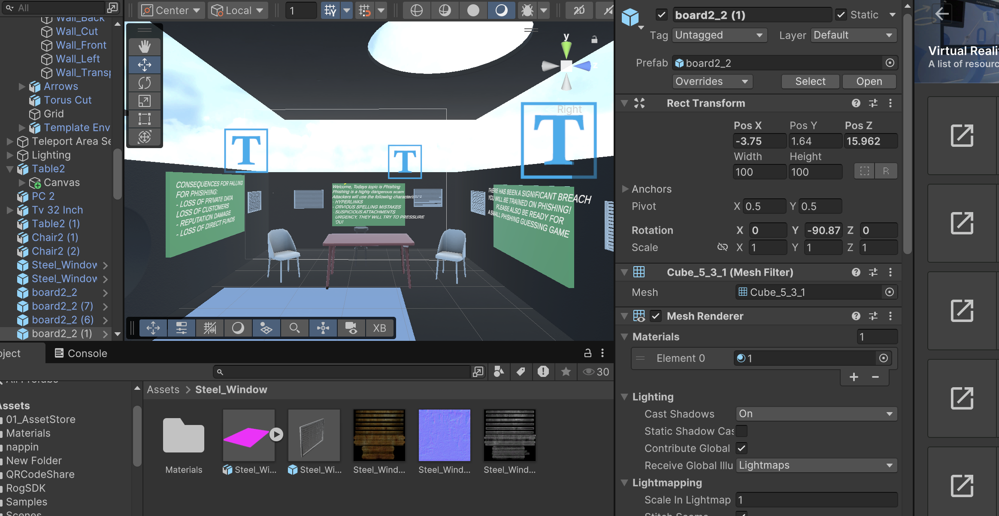 All
Wall_Back
Wall_Cut
Wall_Front
Wall_Left
Wall_Transp
Arrows
Torus Cut
Grid
Template Env
Teleport Area Se
Lighting
Table2
Canvas
PC 2
Tv 32 Inch
Table2 (1)
Chair2 (1)
Chair2 (2)
Steel_Window
Steel_Window
board2_2
board2_2 (7)
board2_2 (6)
board2_2 (1)
Center
Local
1
2D
y
z
Right
T
T
T
CONSEQUENCES FOR FALLING
FOR PHISIHIING:
- LOSS OF PRIVATE DATA
LOSS OF CUSTOMERS
- REPUTATION DAMAGE
- LOSS OF DIRECT FUNDS
Welcome, Todays topic is Phishing
Phishing is a highly dangerous scam
Attackers will use the following characteristics
- HYPERLINKS
- OBVIOUS SPELLING MISTAKES
SUSPICIOUS ATTACHMENTS
URGENCY, THEY WILL TRY TO PRESSURE
YOU!
THERE HAS BEEN A SIGNIFICANT BREACH
YOU WILL BE TRAINED ON PHISHING!
PLEASE ALSO BE READY FOR
A SMALL PHISHING GUESSING GAME
XB
board2_2 (1)
Static
Tag
Untagged
Layer
Default
Prefab
board2_2
Overrides
Select
Open
Rect Transform
Pos X
Pos Y
Pos Z
-3.75
1.64
15.962
Width
Height
100
100
R
Anchors
Pivot
X 0.5
Y 0.5
Rotation
X 0
Y -90.87
Z 0
Scale
X 1
Y 1
Z 1
Cube_5_3_1 (Mesh Filter)
Mesh
Cube_5_3_1
Mesh Renderer
Materials
1
Element 0
1
+ -
Lighting
Cast Shadows
On
Static Shadow Cas
Contribute Global
Receive Global Illu
Lightmaps
Lightmapping
Scale In Lightmap
1
Stitch Seams
Virtual Reali
A list of resourc
oject
Console
30
All Prefabs
Assets
01_AssetStore
Materials
nappin
New Folder
QRCodeShare
RogSDK
Samples
Scenes
Assets > Steel_Window
Materials
Steel_Wi...
Steel_Wi...
Steel_Wind...
Steel_Wind...
Steel_Wind...